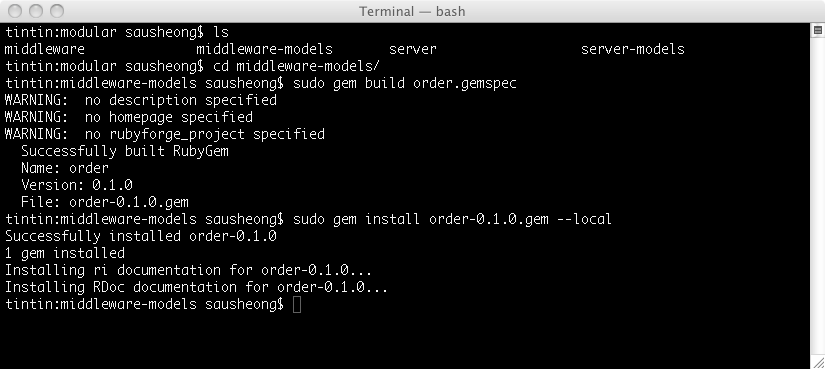 Terminal — bash
tintin:modular sausheong$ ls
middleware middleware-models server server-models
tintin:modular sausheong$ cd middleware-models/
tintin:middleware-models sausheong$ sudo gem build order.gemspec
WARNING:  no description specified
WARNING:  no homepage specified
WARNING:  no rubyforge_project specified
  Successfully built RubyGem
  Name: order
  Version: 0.1.0
  File: order-0.1.0.gem
tintin:middleware-models sausheong$ sudo gem install order-0.1.0.gem --local
Successfully installed order-0.1.0
1 gem installed
Installing ri documentation for order-0.1.0...
Installing RDoc documentation for order-0.1.0...
tintin:middleware-models sausheong$